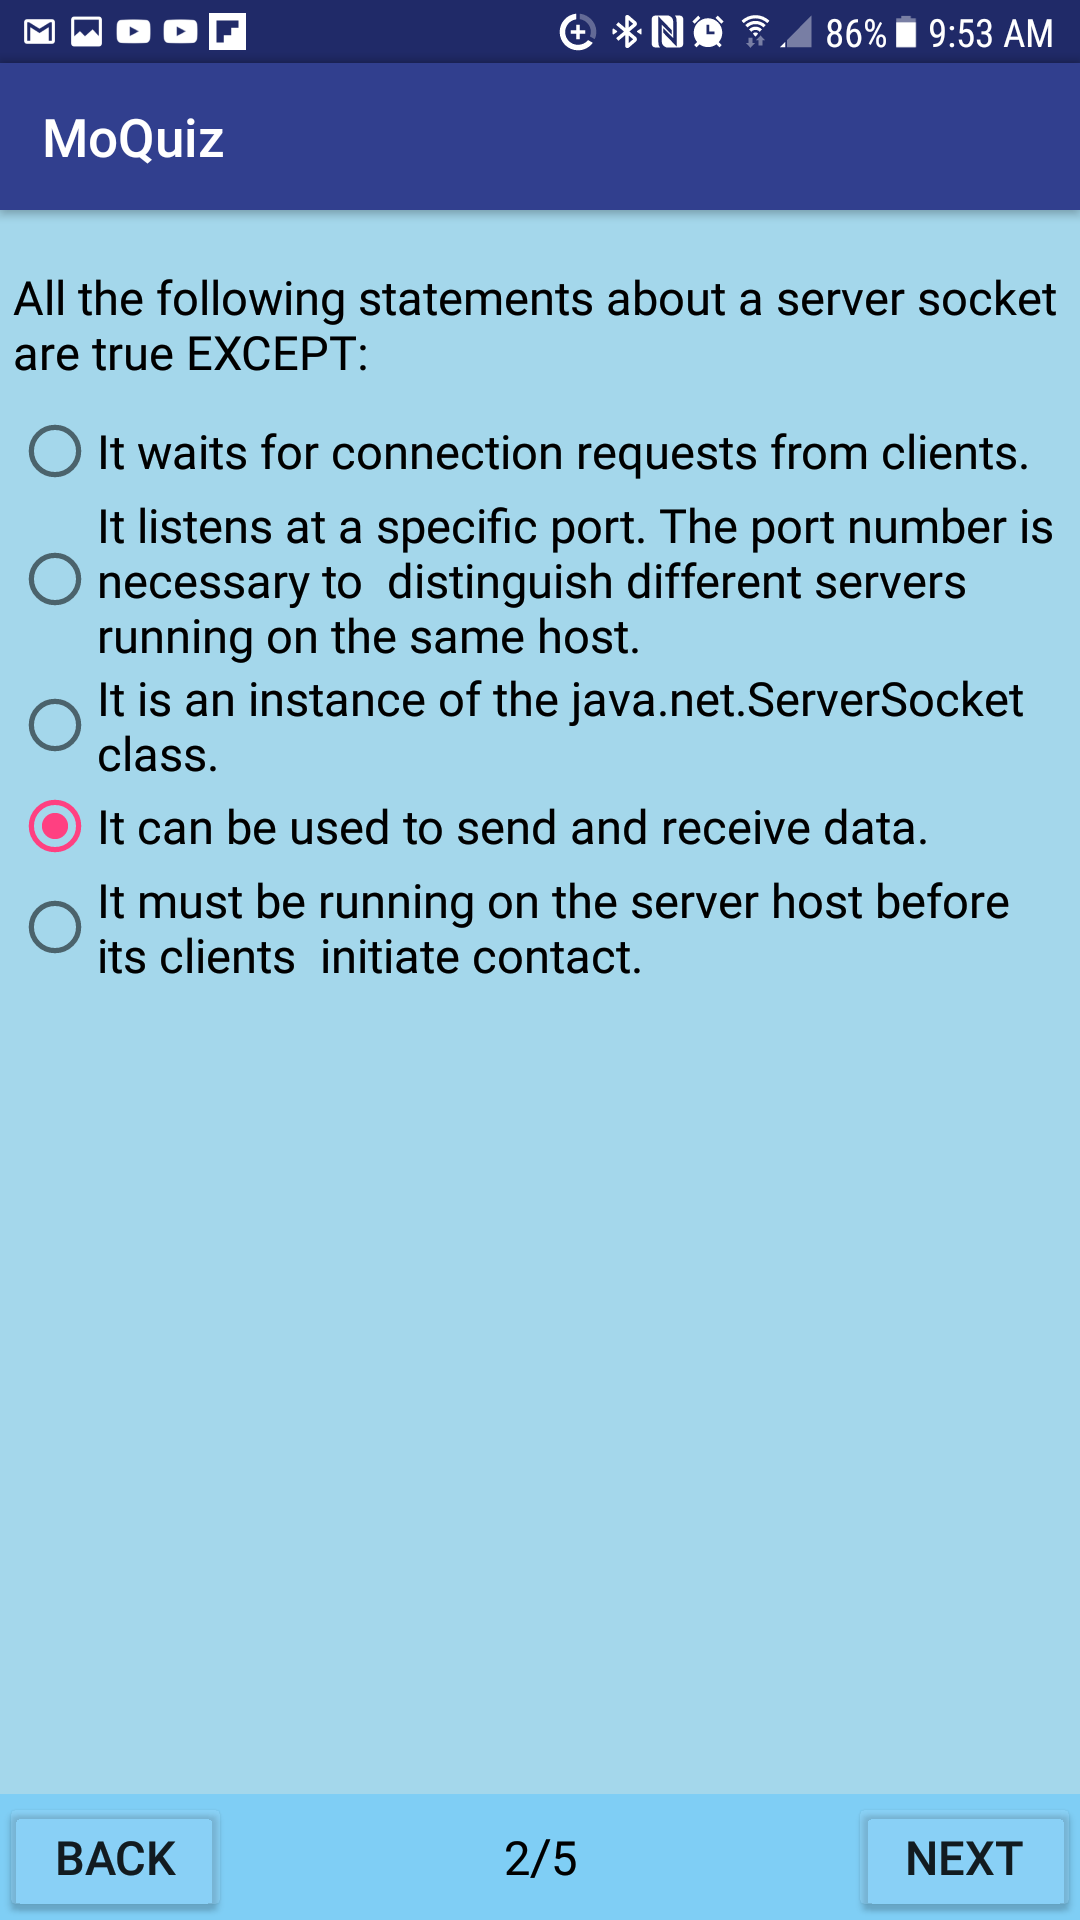 86% 9:53 AM
MoQuiz
All the following statements about a server socket
are true EXCEPT:
It waits for connection requests from clients.
It listens at a specific port. The port number is
necessary to  distinguish different servers
running on the same host.
It is an instance of the java.net.ServerSocket
class.
It can be used to send and receive data.
It must be running on the server host before
its clients  initiate contact.
BACK 2/5 NEXT